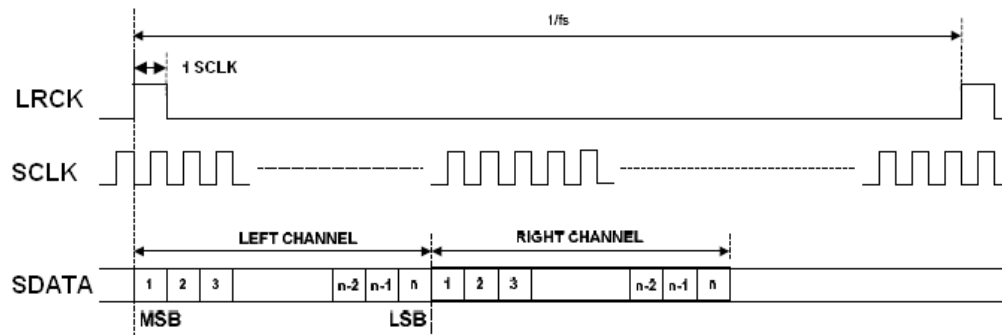 1/fs
1 SCLK
LRCK
SCLK
LEFT CHANNEL RIGHT CHANNEL
SDATA 1 2 3 n-2 n-1 n 1 2 3 n-2 n-1 n
MSB LSB